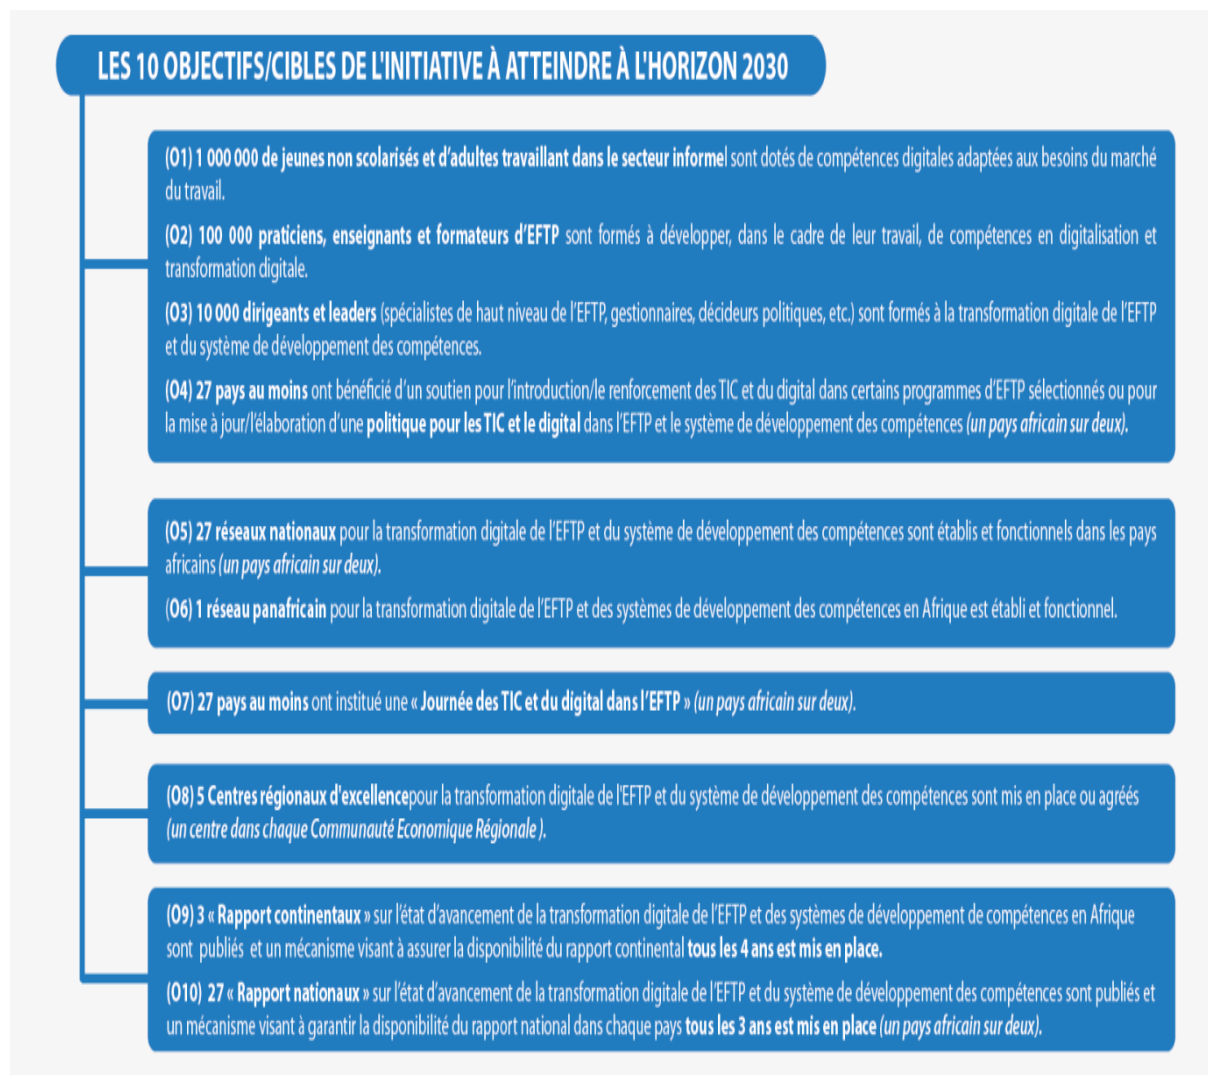 LES 10 OBJECTIFS/CIBLES DE L'INITIATIVE À ATTEINDRE À L'HORIZON 2030
(O1) 1 000 000 de jeunes non scolarisés et d’adultes travaillant dans le secteur informel sont dotés de compétences digitales adaptées aux besoins du marché
du travail.
(O2) 100 000 praticiens, enseignants et formateurs d’EFTP sont formés à développer, dans le cadre de leur travail, de compétences en digitalisation et
transformation digitale.
(O3) 10 000 dirigeants et leaders (spécialistes de haut niveau de l’EFTP, gestionnaires, décideurs politiques, etc.) sont formés à la transformation digitale de l’EFTP
et du système de développement des compétences.
(O4) 27 pays au moins ont bénéficié d’un soutien pour l’introduction/le renforcement des TIC et du digital dans certains programmes d’EFTP sélectionnés ou pour
la mise à jour/l’élaboration d’une politique pour les TIC et le digital dans l’EFTP et le système de développement des compétences (un pays africain sur deux).
(O5) 27 réseaux nationaux pour la transformation digitale de l’EFTP et du système de développement des compétences sont établis et fonctionnels dans les pays
africains (un pays africain sur deux).
(O6) 1 réseau panafricain pour la transformation digitale de l’EFTP et des systèmes de développement des compétences en Afrique est établi et fonctionnel.
(O7) 27 pays au moins ont institué une « Journée des TIC et du digital dans l’EFTP » (un pays africain sur deux).
(O8) 5 Centres régionaux d'excellencepour la transformation digitale de l'EFTP et du système de développement des compétences sont mis en place ou agréés
(un centre dans chaque Communauté Economique Régionale ).
(O9) 3 « Rapport continentaux » sur l’état d’avancement de la transformation digitale de l’EFTP et des systèmes de développement de compétences en Afrique
sont publiés et un mécanisme visant à assurer la disponibilité du rapport continental tous les 4 ans est mis en place.
(O10) 27 « Rapport nationaux » sur l’état d’avancement de la transformation digitale de l’EFTP et du système de développement des compétences sont publiés et
un mécanisme visant à garantir la disponibilité du rapport national dans chaque pays tous les 3 ans est mis en place (un pays africain sur deux).